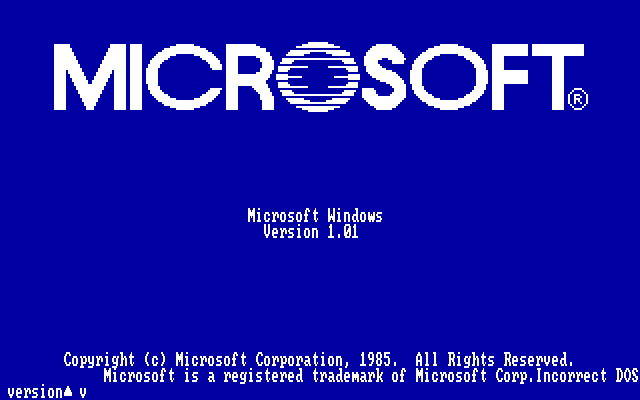 MICROSOFT®
Microsoft Windows
Version 1.01
Copyright (c) Microsoft Corporation, 1985.  All Rights Reserved.
Microsoft is a registered trademark of Microsoft Corp.Incorrect DOS
version▲ v